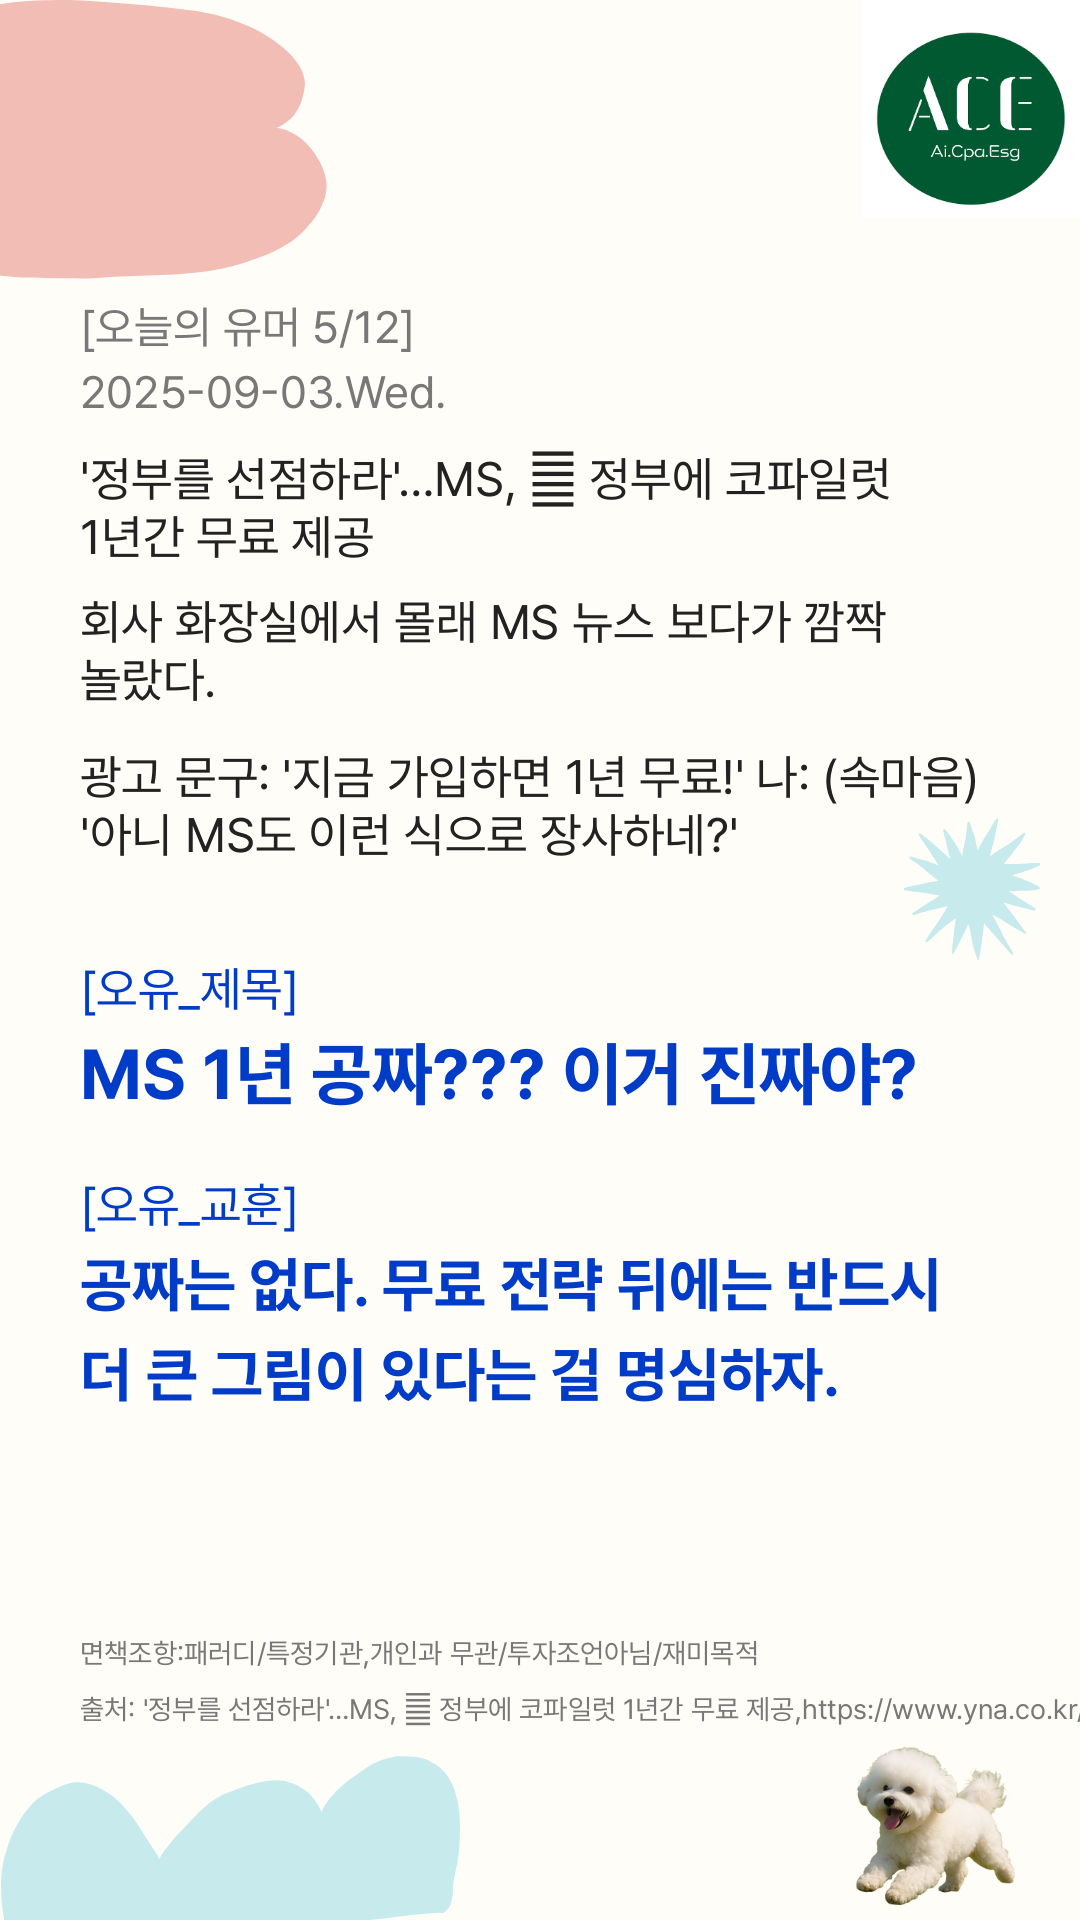 ACE
Ai.Cpa.Esg
[오늘의 유머 5/12]
2025-09-03.Wed.
'정부를 선점하라'...MS, 정부에 코파일럿
1년간 무료 제공
회사 화장실에서 몰래 MS 뉴스 보다가 깜짝
놀랐다.
광고 문구: '지금 가입하면 1년 무료!' 나: (속마음)
'아니 MS도 이런 식으로 장사하네?'
[오유_제목]
MS 1년 공짜??? 이거 진짜야?
[오유_교훈]
공짜는 없다. 무료 전략 뒤에는 반드시
더 큰 그림이 있다는 걸 명심하자.
면책조항:패러디/특정기관,개인과 무관/투자조언아님/재미목적
출처: '정부를 선점하라'...MS, 정부에 코파일럿 1년간 무료 제공,https://www.yna.co.kr/